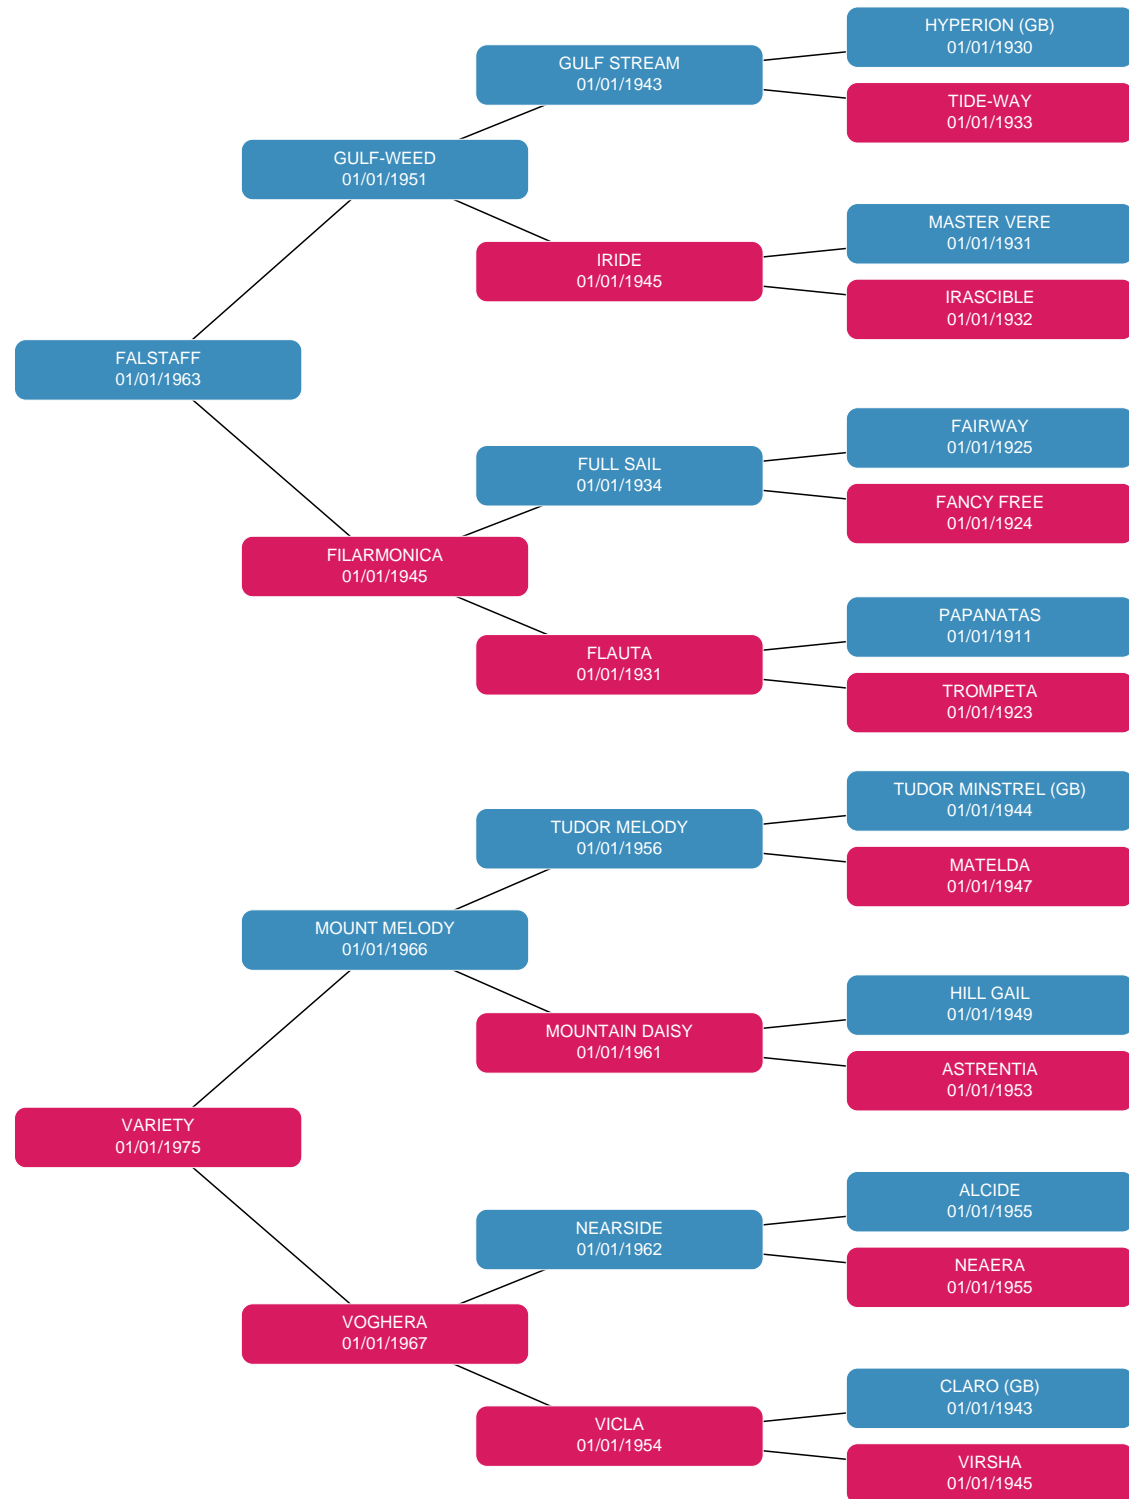 HYPERION (GB)
01/01/1930
GULF STREAM
01/01/1943
TIDE-WAY
01/01/1933
GULF-WEED
01/01/1951
MASTER VERE
01/01/1931
IRIDE
01/01/1945
IRASCIBLE
01/01/1932
FALSTAFF
01/01/1963
FAIRWAY
01/01/1925
FULL SAIL
01/01/1934
FANCY FREE
01/01/1924
FILARMONICA
01/01/1945
PAPANATAS
01/01/1911
FLAUTA
01/01/1931
TROMPETA
01/01/1923
TUDOR MINSTREL (GB)
01/01/1944
TUDOR MELODY
01/01/1956
MATELDA
01/01/1947
MOUNT MELODY
01/01/1966
HILL GAIL
01/01/1949
MOUNTAIN DAISY
01/01/1961
ASTRENTIA
01/01/1953
VARIETY
01/01/1975
ALCIDE
01/01/1955
NEARSIDE
01/01/1962
NEAERA
01/01/1955
VOGHERA
01/01/1967
CLARO (GB)
01/01/1943
VICLA
01/01/1954
VIRSHA
01/01/1945